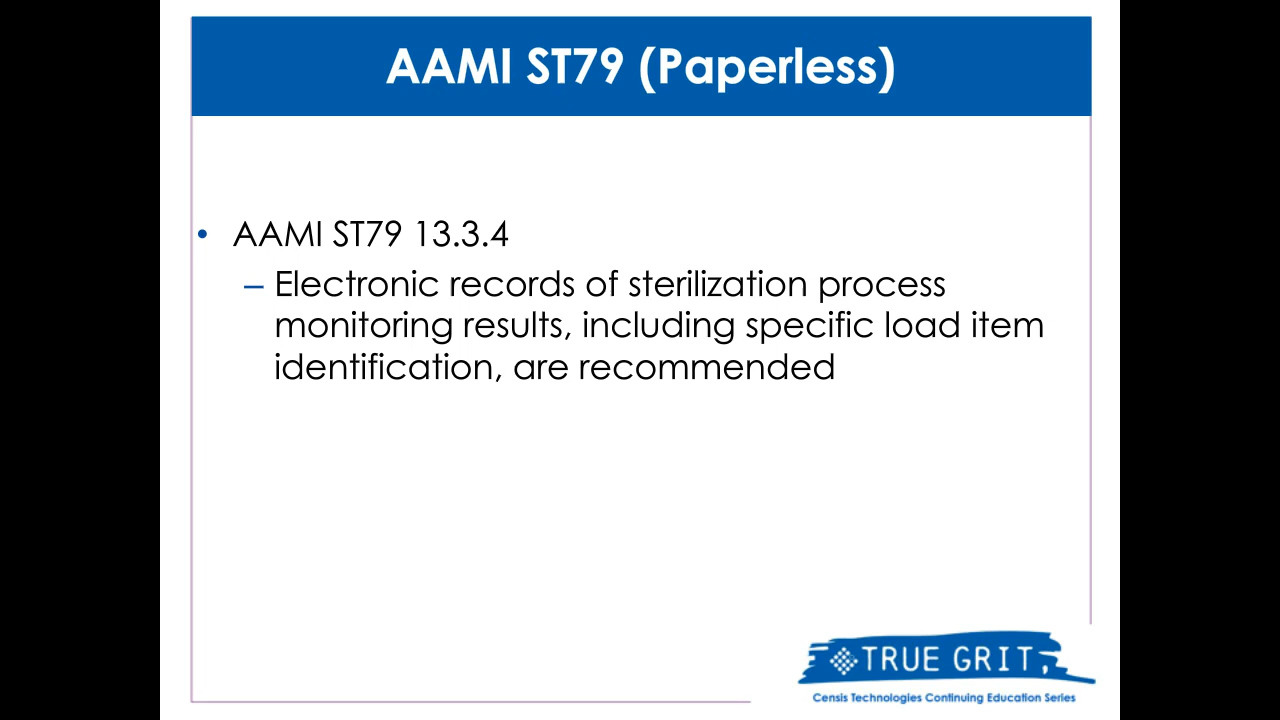 AAMI ST79 (Paperless)
• AAMI ST79 13.3.4
– Electronic records of sterilization process
monitoring results, including specific load item
identification, are recommended
TRUE GRIT
Censis Technologies Continuing Education Series